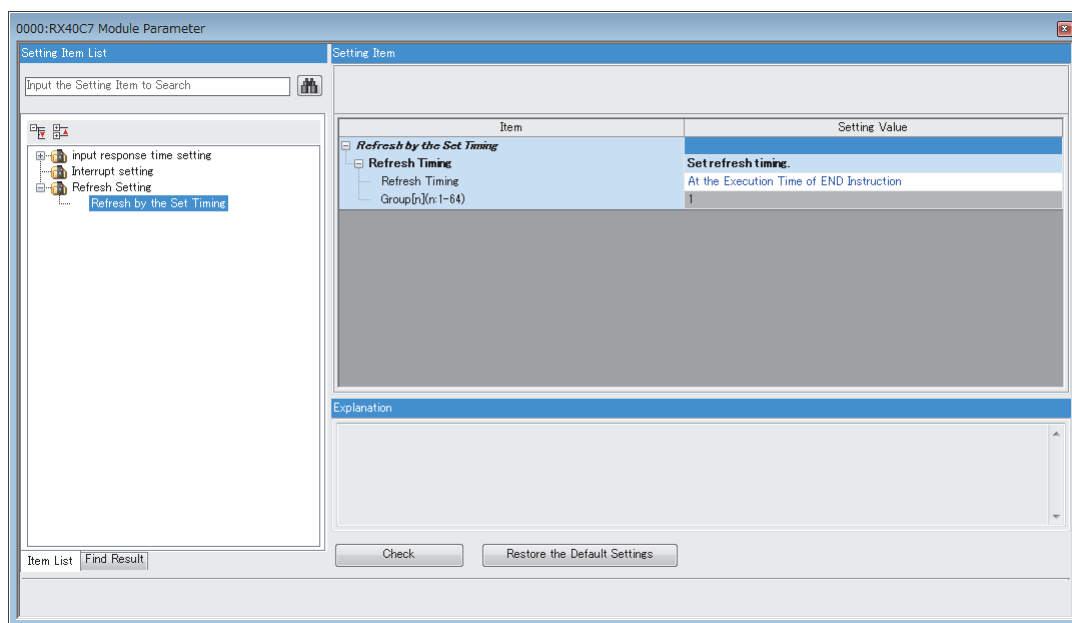 0000:RX40C7 Module Parameter
Setting Item List
Input the Setting Item to Search
input response time setting
Interrupt setting
Refresh Setting
Refresh by the Set Timing
Item List
Find Result
Setting Item
Item Setting Value
Refresh by the Set Timing
Refresh Timing Set refresh timing.
Refresh Timing At the Execution Time of END Instruction
Group[n](n:1-64) 1
Explanation
Check
Restore the Default Settings